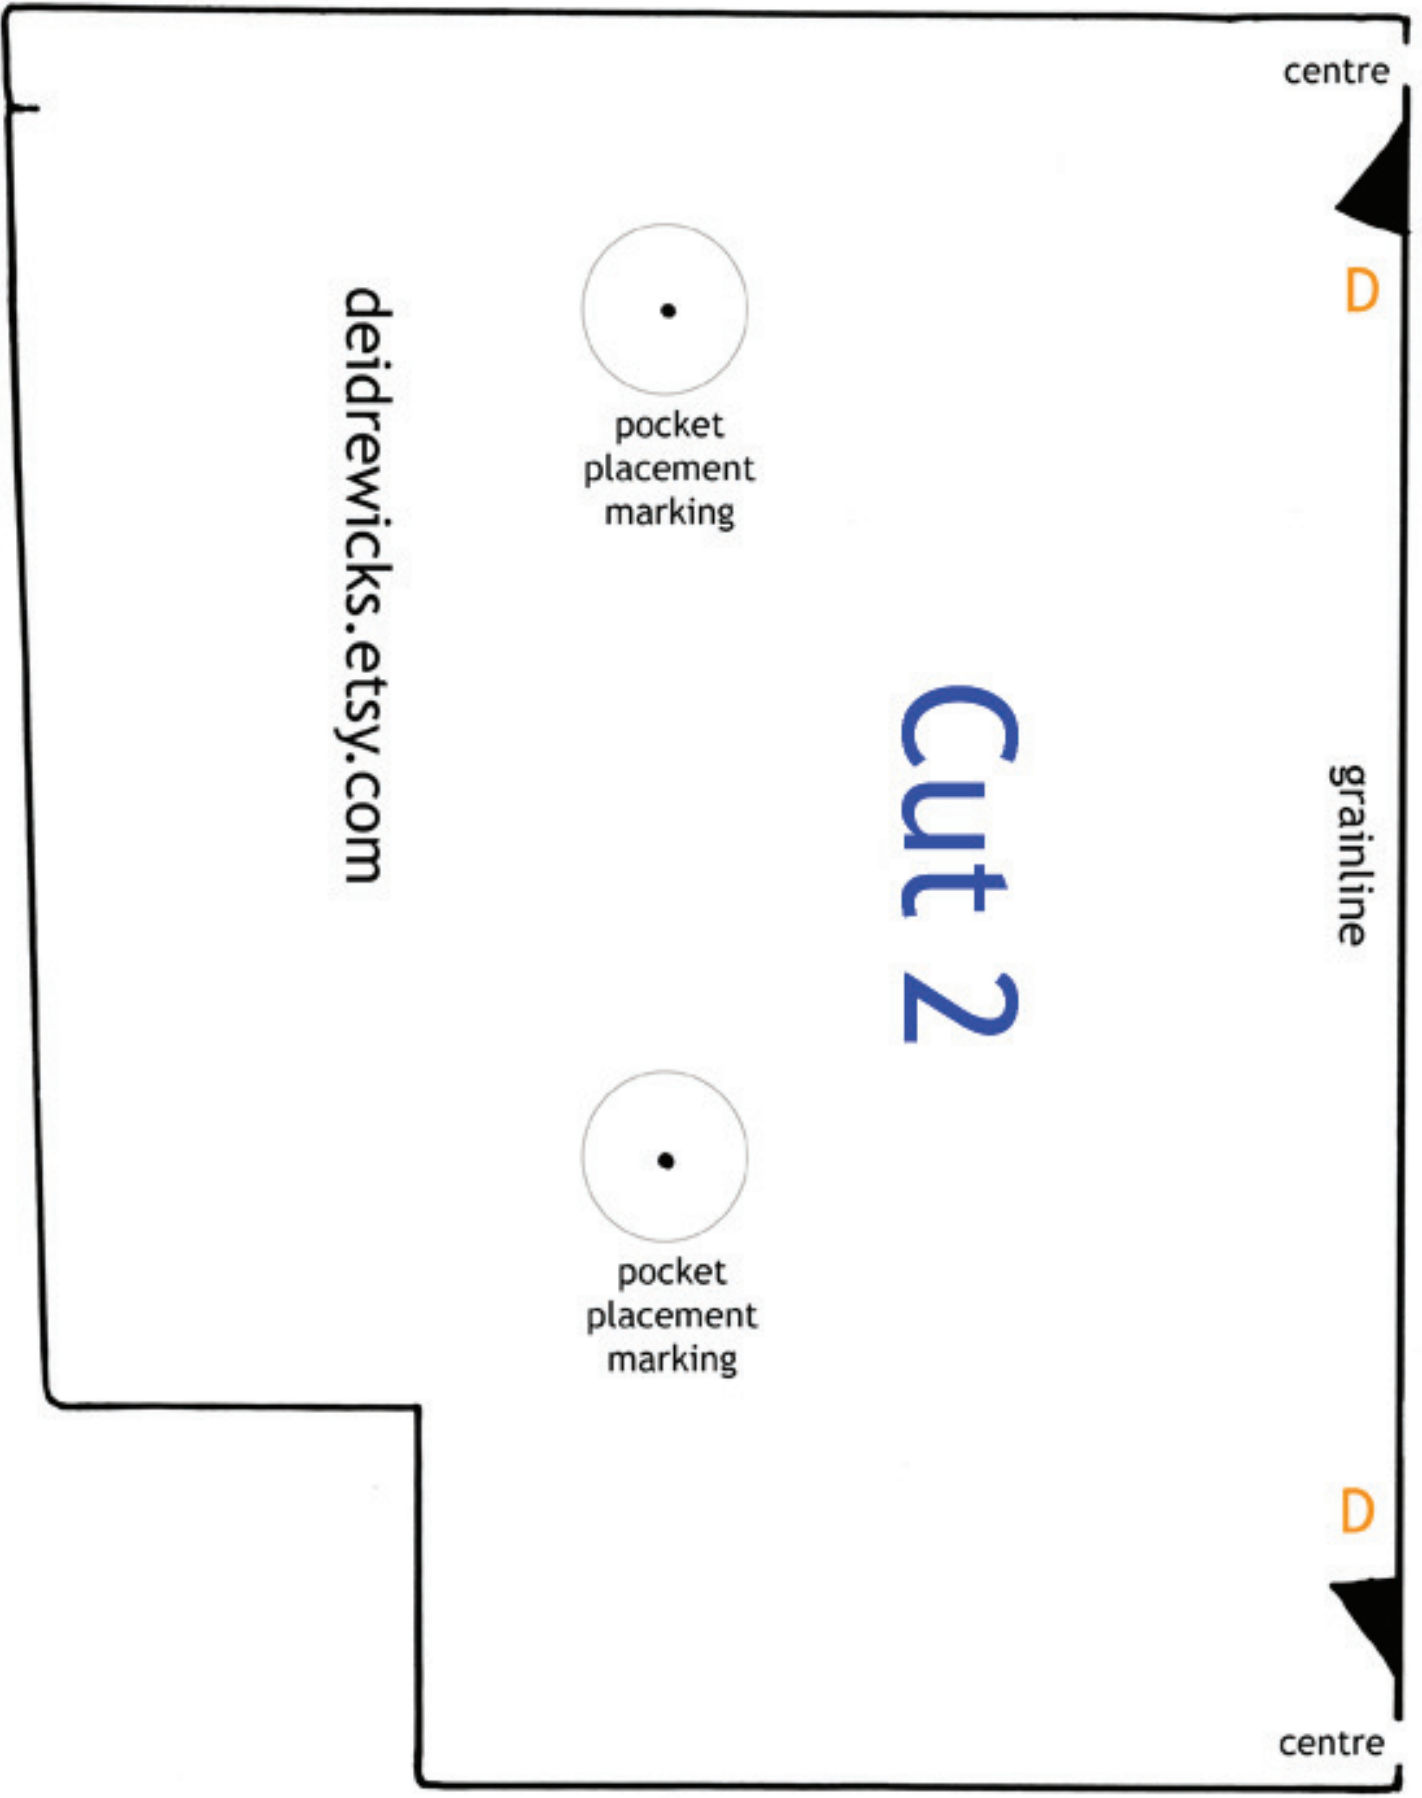 centre
D
deidrewicks.etsy.com
pocket
placement
marking
Cut 2
grainline
pocket
placement
marking
D
centre